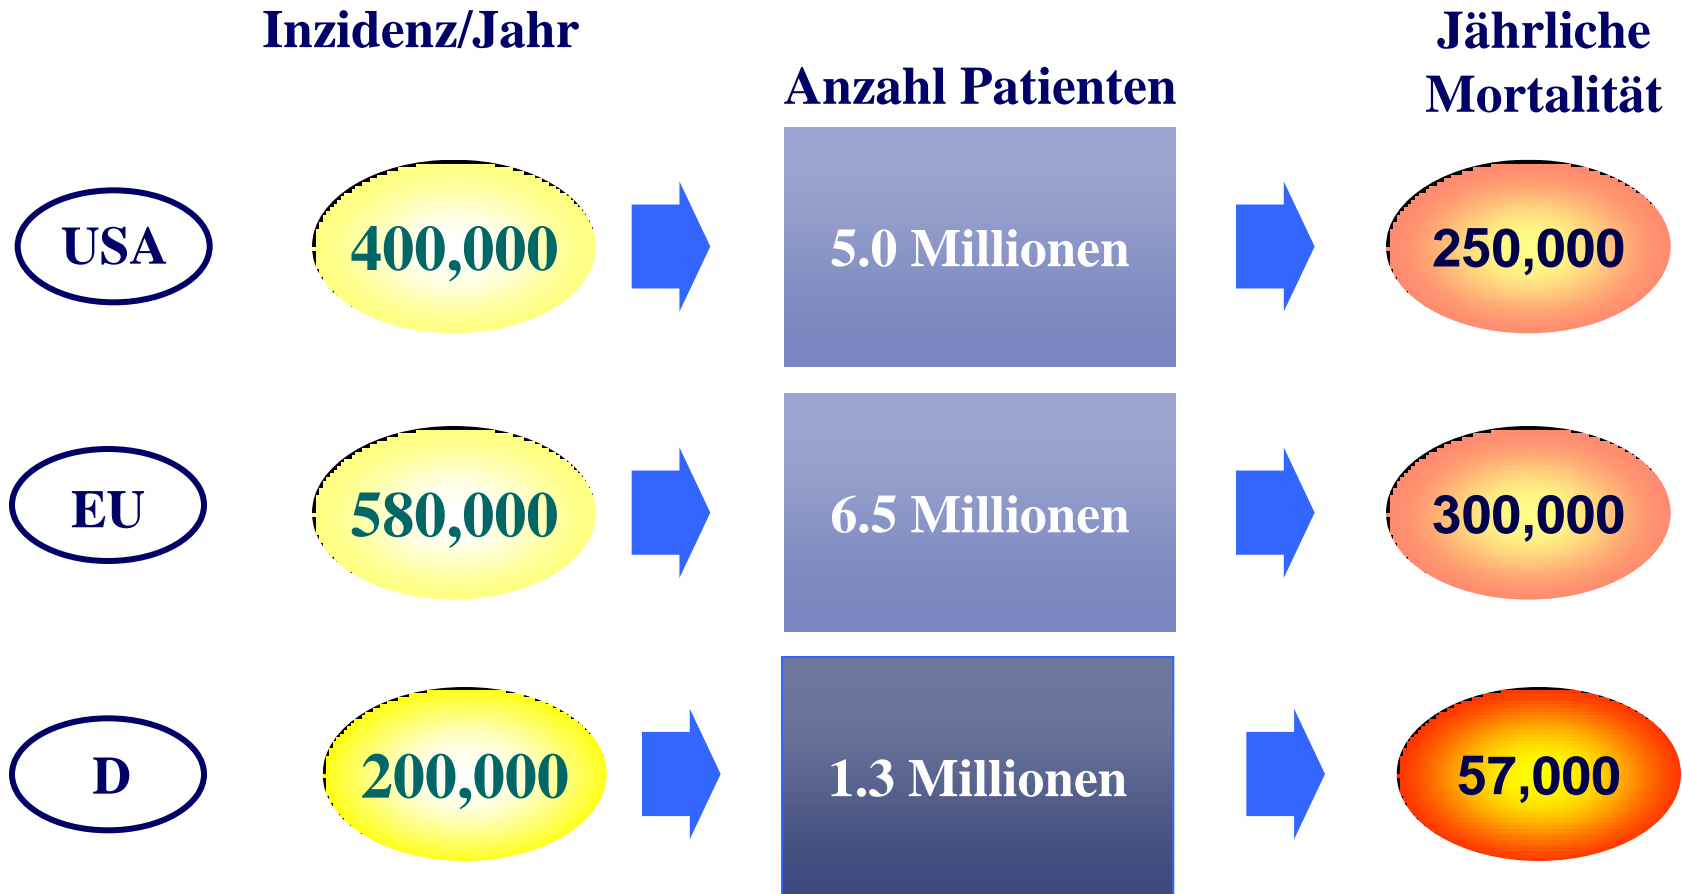 Inzidenz/Jahr
Anzahl Patienten
Jährliche
Mortalität
USA
400,000
5.0 Millionen
250,000
EU
580,000
6.5 Millionen
300,000
D
200,000
1.3 Millionen
57,000